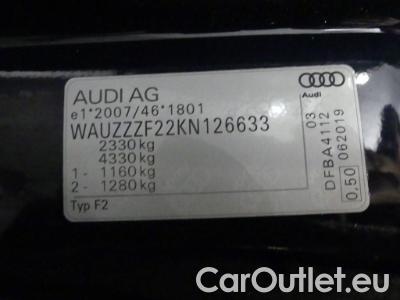 AUDI AG
e1*2007/46*1801
WAUZZZF22KN126633
2330 kg
4330 kg
1 - 1160 kg
2 - 1280 kg
Typ F2
Audi
03
DFBA4112
062019
0,50
CarOutlet.eu